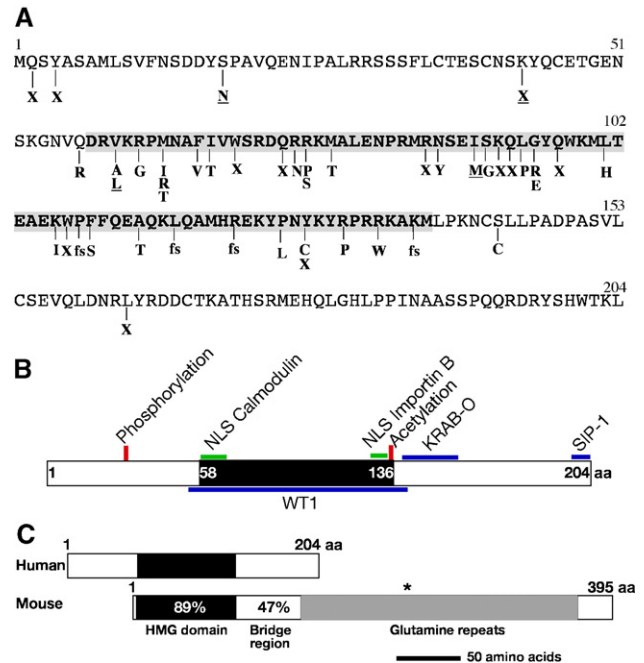 A
1 51
MQSYASAMLSVFNSDDYSPAVQENIPALRRSSSFLCTESCNSKYQCETGEN
X X N X
102
SKGNVQDRVKRPMNAFIVWSRDQRRKMALENPRMRNSEISKQLGYQWKMLT
R A G I V T X X N P T X Y M G X X P R X H
L R S E
T
153
EAEKWPFFQEAQKLQAMHREKYPNYKYRPRRKAKMLPKNCSLLPADPASVL
I X fs S T fs fs L C P W fs C
X
204
CSEVQLDNRLYRDDCTKATHSRMEHQLGHLPPINAASSPQQRDRYSHWTKL
X
B
Phosphorylation
NLS Calmodulin
NLS Importin B
Acetylation
KRAB-O
SIP-1
1 58 136 204 aa
WT1
C
1 204 aa
Human
1 * 395 aa
Mouse 89% 47%
HMG domain Bridge region Glutamine repeats
50 amino acids